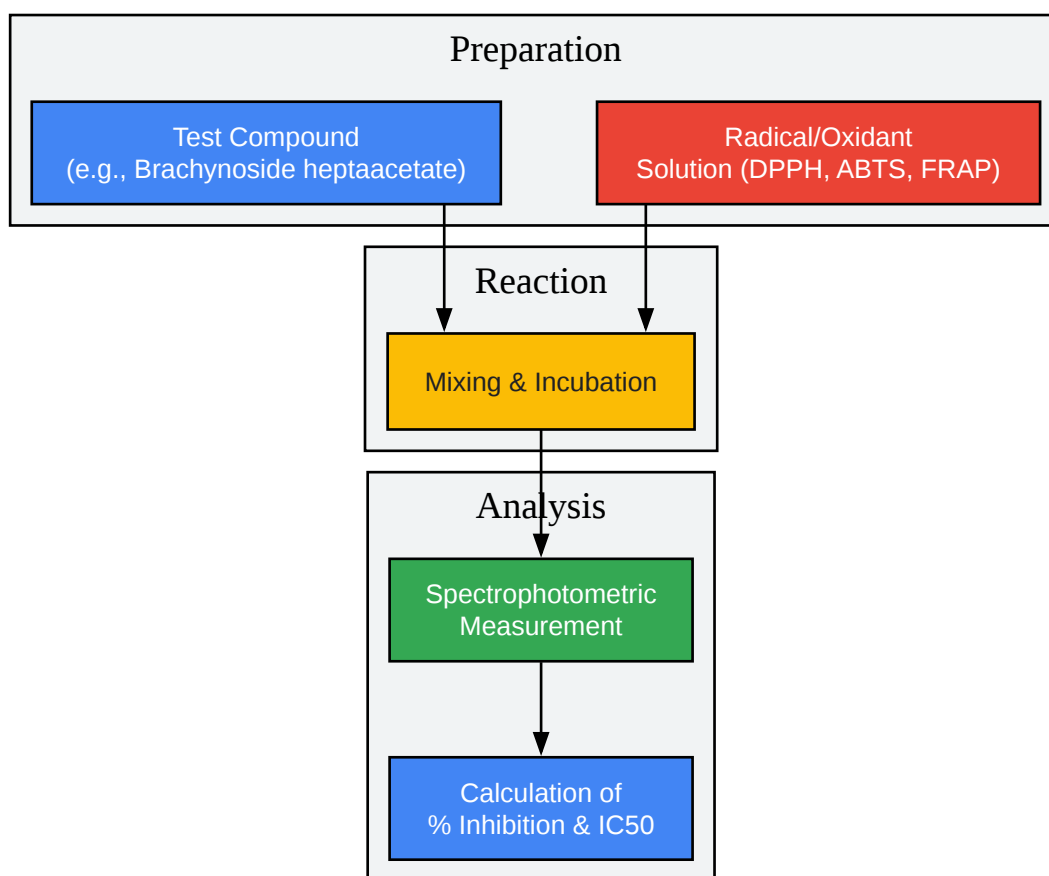 Preparation
Test Compound
(e.g., Brachynoside heptaacetate)
Radical/Oxidant
Solution (DPPH, ABTS, FRAP)
Reaction
Mixing & Incubation
Analysis
Spectrophotometric
Measurement
Calculation of
% Inhibition & IC50